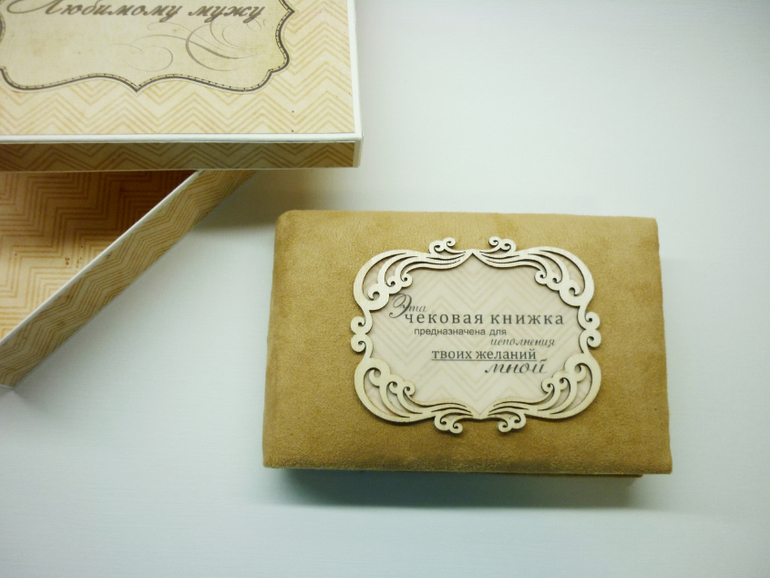 Любимому мужу
Эта
чековая книжка
предназначена для
исполнения
твоих желаний
мной